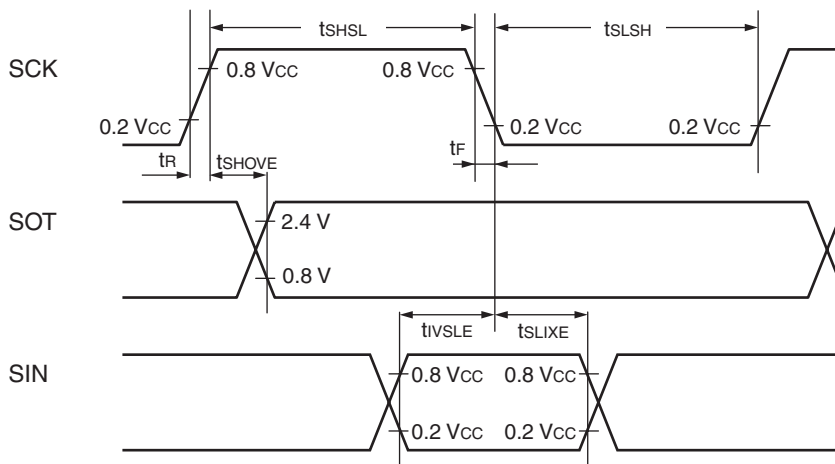 tSHSL tSLSH
SCK 0.8 VCC 0.8 VCC
0.2 VCC 0.2 VCC 0.2 VCC
tR tSHOVE tF
SOT 2.4 V
0.8 V
tIVSLE tSLIXE
SIN 0.8 VCC 0.8 VCC
0.2 VCC 0.2 VCC